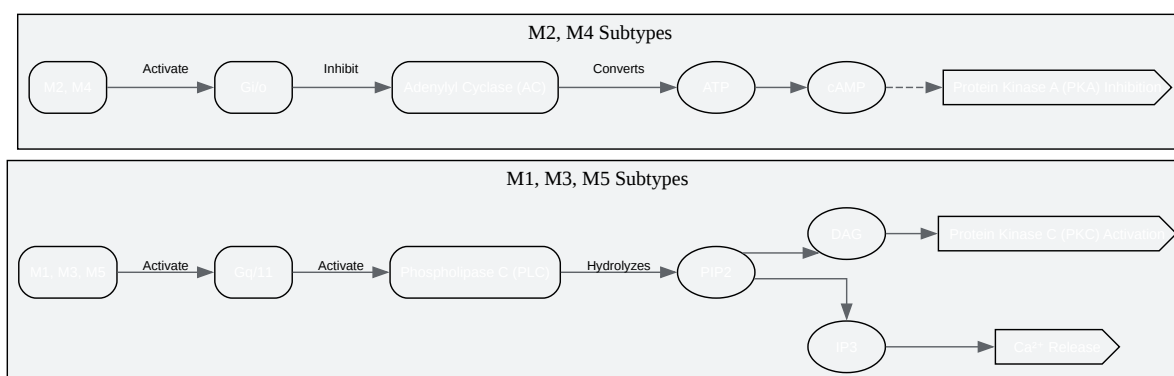 M2, M4 Subtypes
M2, M4
Activate
Gi/o
Inhibit
Adenylyl Cyclase (AC)
Converts
ATP
cAMP
Protein Kinase A (PKA) Inhibition
M1, M3, M5 Subtypes
M1, M3, M5
Activate
Gq/11
Activate
Phospholipase C (PLC)
Hydrolyzes
PIP2
DAG
Protein Kinase C (PKC) Activation
IP3
Ca²⁺ Release